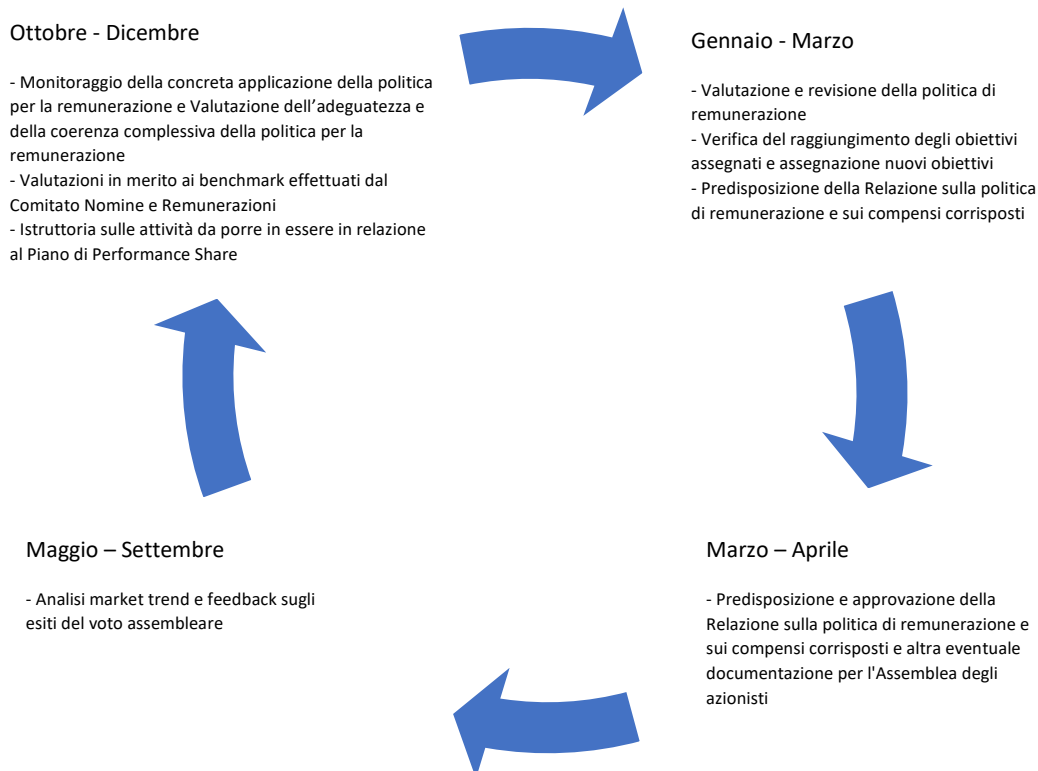 Ottobre - Dicembre
- Monitoraggio della concreta applicazione della politica
per la remunerazione e Valutazione dell’adeguatezza e
della coerenza complessiva della politica per la
remunerazione
- Valutazioni in merito ai benchmark effettuati dal
Comitato Nomine e Remunerazioni
- Istruttoria sulle attività da porre in essere in relazione
al Piano di Performance Share
Gennaio - Marzo
- Valutazione e revisione della politica di
remunerazione
- Verifica del raggiungimento degli obiettivi
assegnati e assegnazione nuovi obiettivi
- Predisposizione della Relazione sulla politica
di remunerazione e sui compensi corrisposti
Maggio – Settembre
- Analisi market trend e feedback sugli
esiti del voto assembleare
Marzo – Aprile
- Predisposizione e approvazione della
Relazione sulla politica di remunerazione e
sui compensi corrisposti e altra eventuale
documentazione per l'Assemblea degli
azionisti